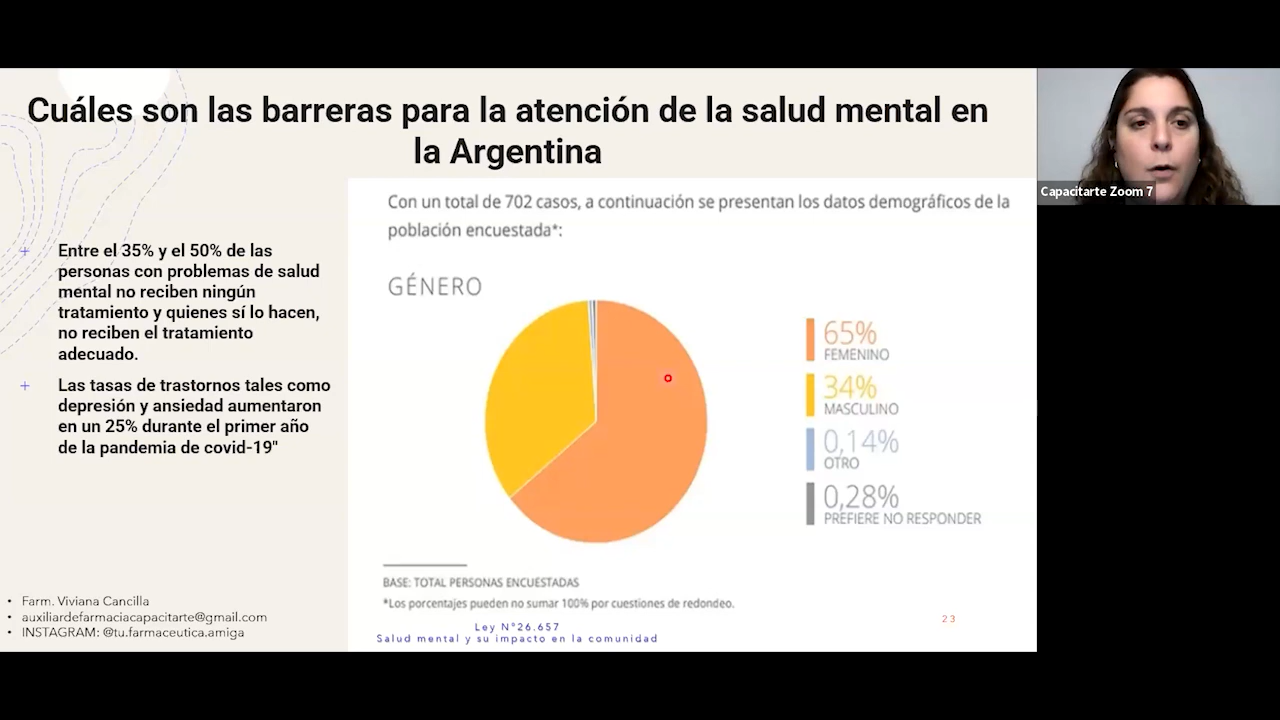 Cuáles son las barreras para la atención de la salud mental en
la Argentina
Capacitarte Zoom 7
+ Entre el 35% y el 50% de las
personas con problemas de salud
mental no reciben ningún
tratamiento y quienes sí lo hacen,
no reciben el tratamiento
adecuado.
+ Las tasas de trastornos tales como
depresión y ansiedad aumentaron
en un 25% durante el primer año
de la pandemia de covid-19"
Con un total de 702 casos, a continuación se presentan los datos demográficos de la
población encuestada*:
GÉNERO
65%
FEMENINO
34%
MASCULINO
0,14%
OTRO
0,28%
PREFIERE NO RESPONDER
BASE: TOTAL PERSONAS ENCUESTADAS
*Los porcentajes pueden no sumar 100% por cuestiones de redondeo.
• Farm. Viviana Cancilla
• auxiliardefarmaciacapacitarte@gmail.com
• INSTAGRAM: @tu.farmaceutica.amiga
Ley N°26.657
Salud mental y su impacto en la comunidad
23